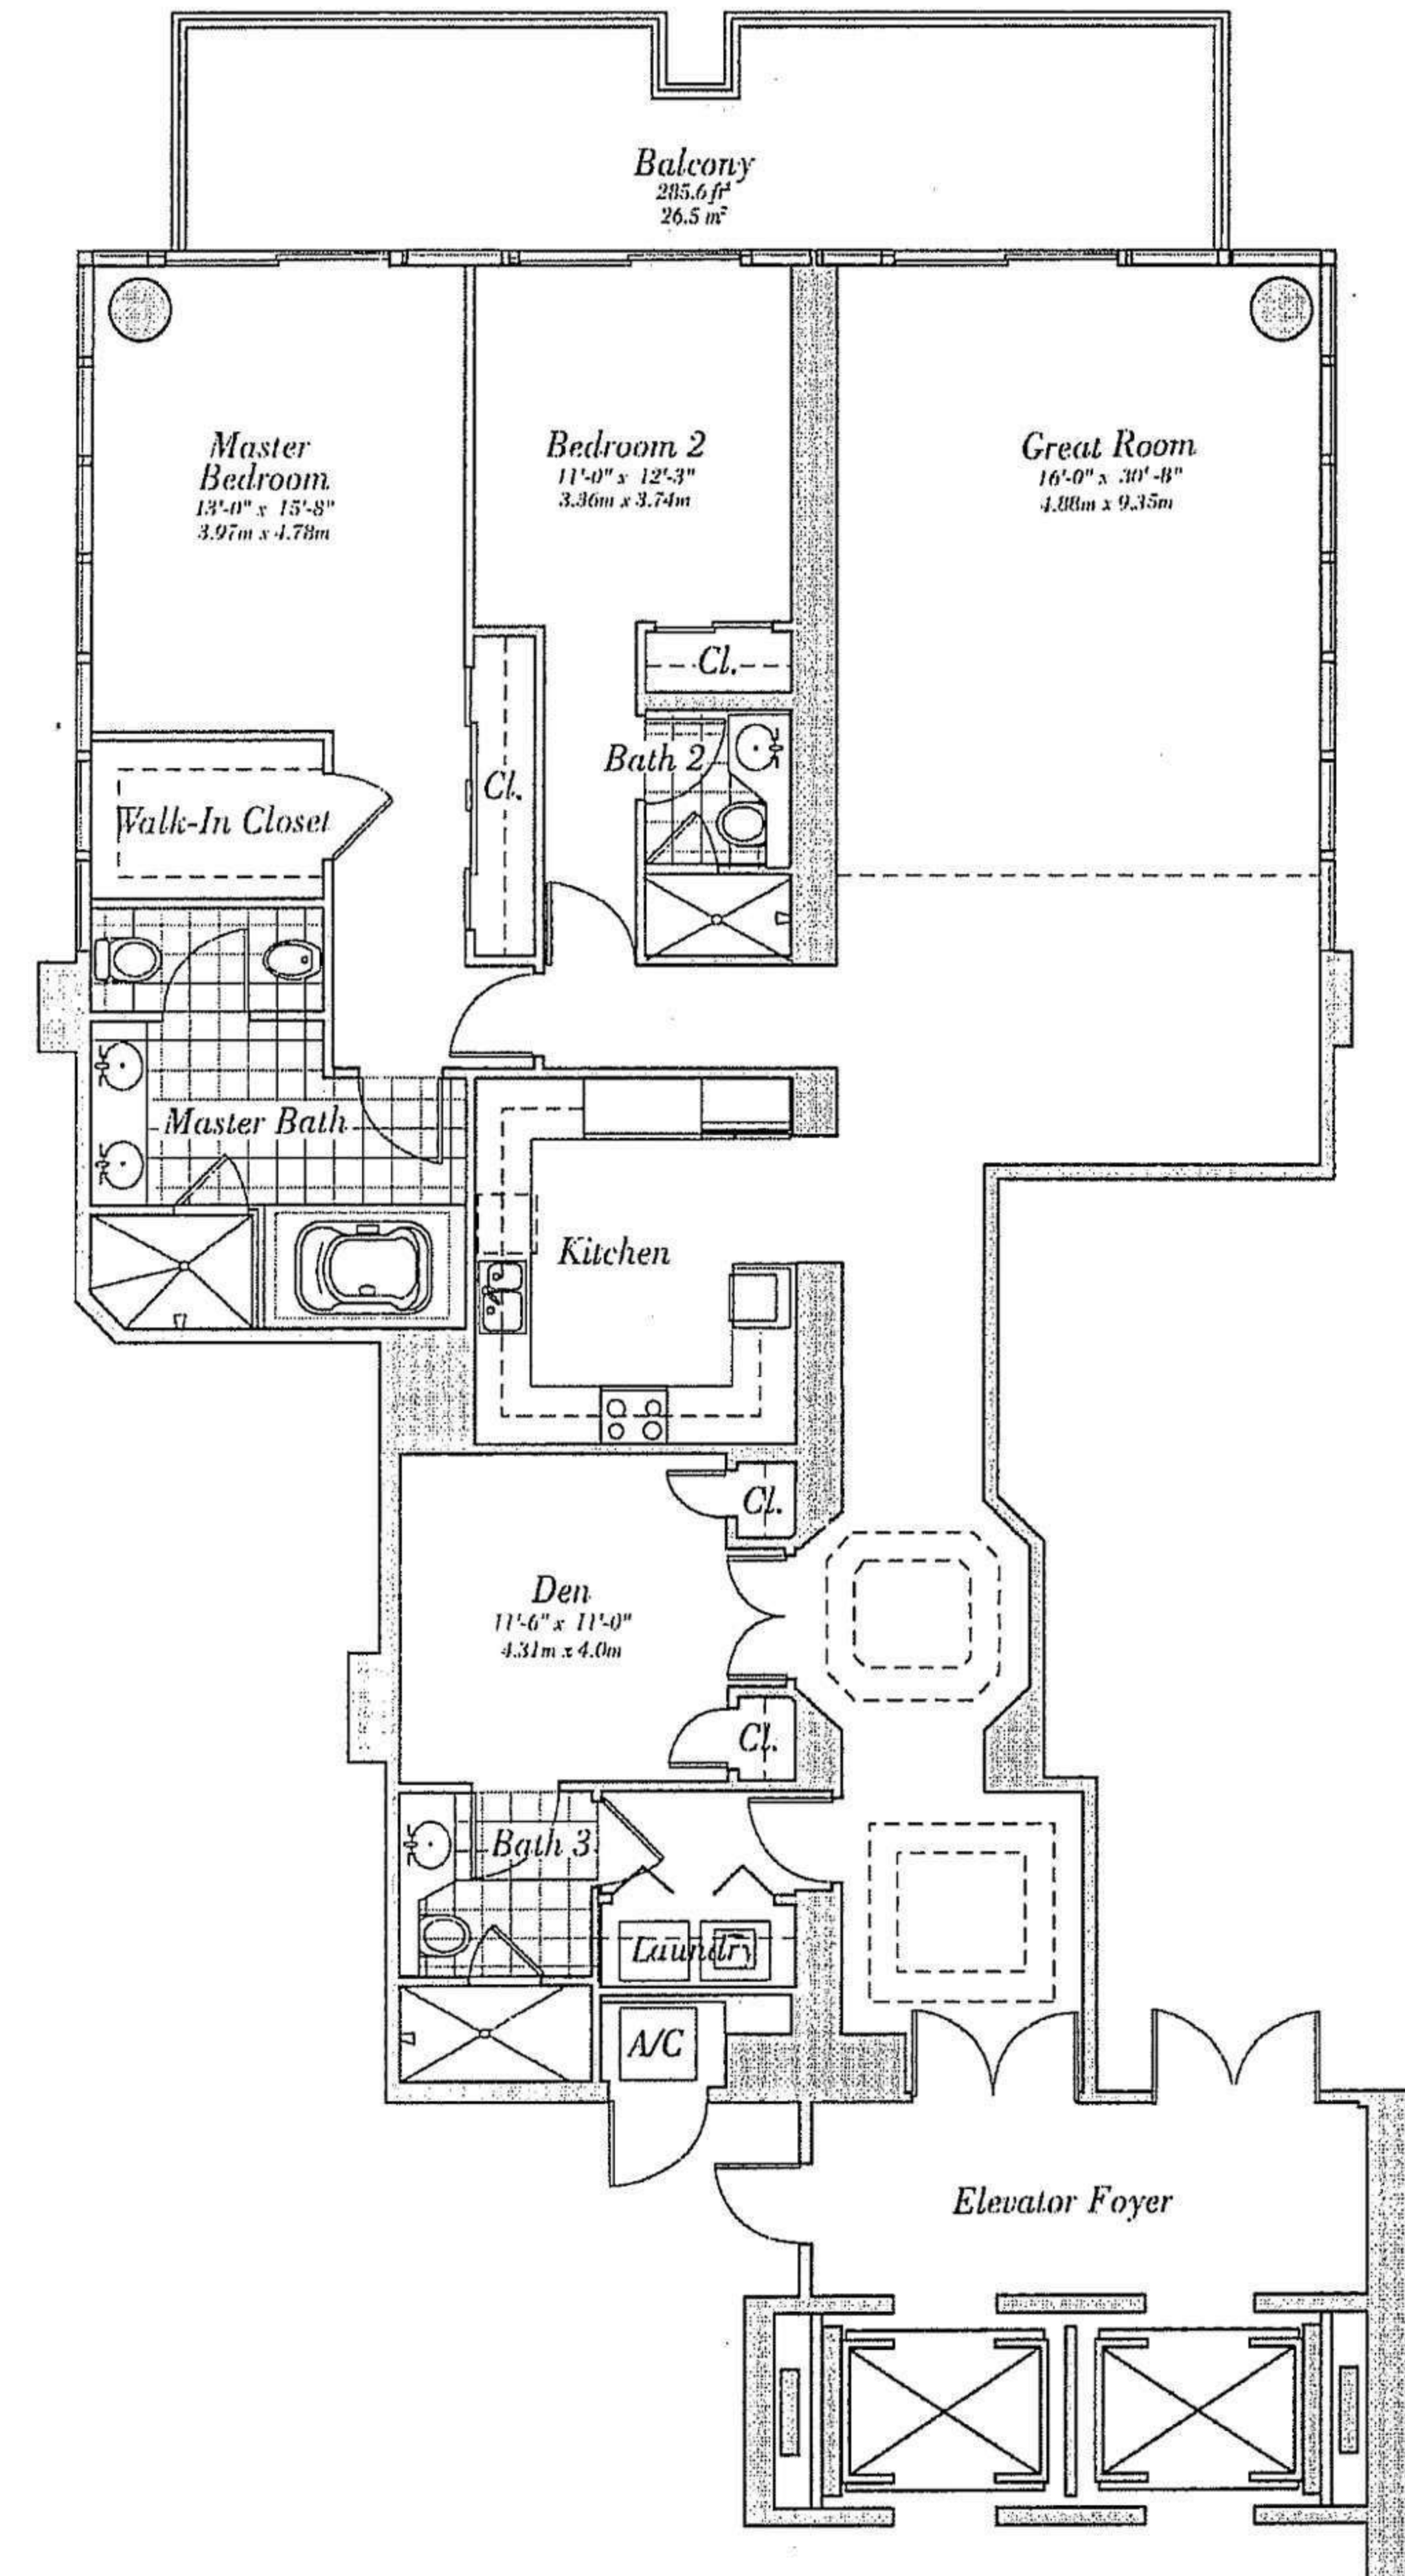 Balcony
285.6 ft²
26.5 m²
Master
Bedroom
13'-0" x 15'-8"
3.97m x 4.78m
Bedroom 2
11'-0" x 12'-3"
3.36m x 3.74m
Great Room
16'-0" x 30'-8"
4.88m x 9.35m
Cl.
Bath 2
Cl.
Walk-In Closet
Master Bath
Kitchen
Cl.
Den
11'-6" x 11'-0"
4.31m x 4.0m
Cl.
Bath 3
Laundry
A/C
Elevator Foyer